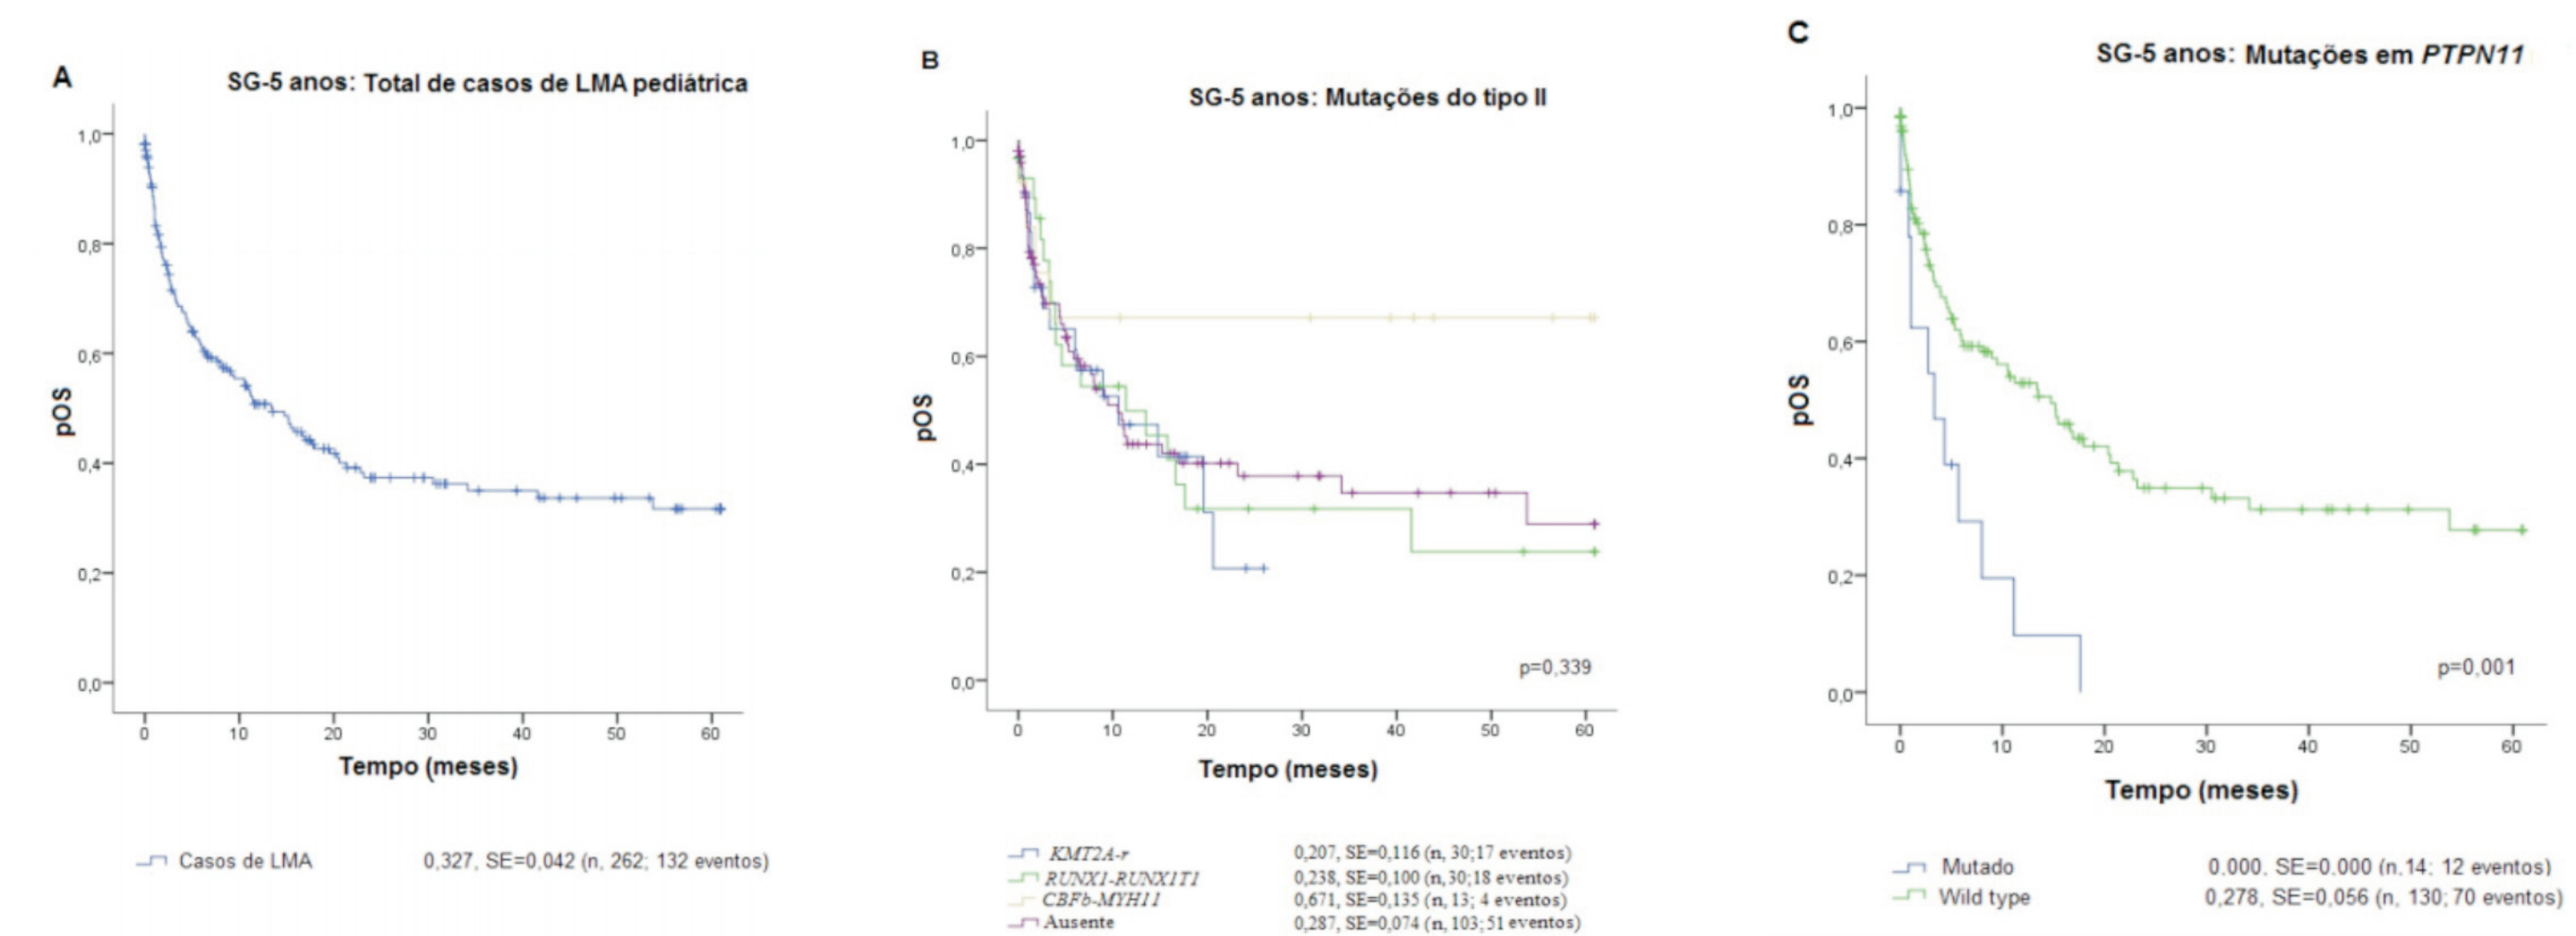 A
SG-5 anos: Total de casos de LMA pediátrica
1,0
0,8
0,6
0,4
0,2
0,0
pOS
0 10 20 30 40 50 60
Tempo (meses)
Casos de LMA 0,327, SE=0,042 (n, 262; 132 eventos)
B
SG-5 anos: Mutações do tipo II
1,0
0,8
0,6
0,4
0,2
0,0
pOS
p=0,339
0 10 20 30 40 50 60
Tempo (meses)
KMT2A-r 0,207, SE=0,116 (n, 30;17 eventos)
RUNX1-RUNX1T1 0,238, SE=0,100 (n,30;18 eventos)
CBFb-MYH11 0,671, SE=0,135 (n, 13; 4 eventos)
Ausente 0,287, SE=0,074 (n, 103;51 eventos)
C
SG-5 anos: Mutações em PTPN11
1,0
0,8
0,6
0,4
0,2
0,0
pOS
p=0,001
0 10 20 30 40 50 60
Tempo (meses)
Mutado 0.000. SE=0.000 (n.14; 12 eventos)
Wild type 0,278, SE=0,056 (n, 130; 70 eventos)